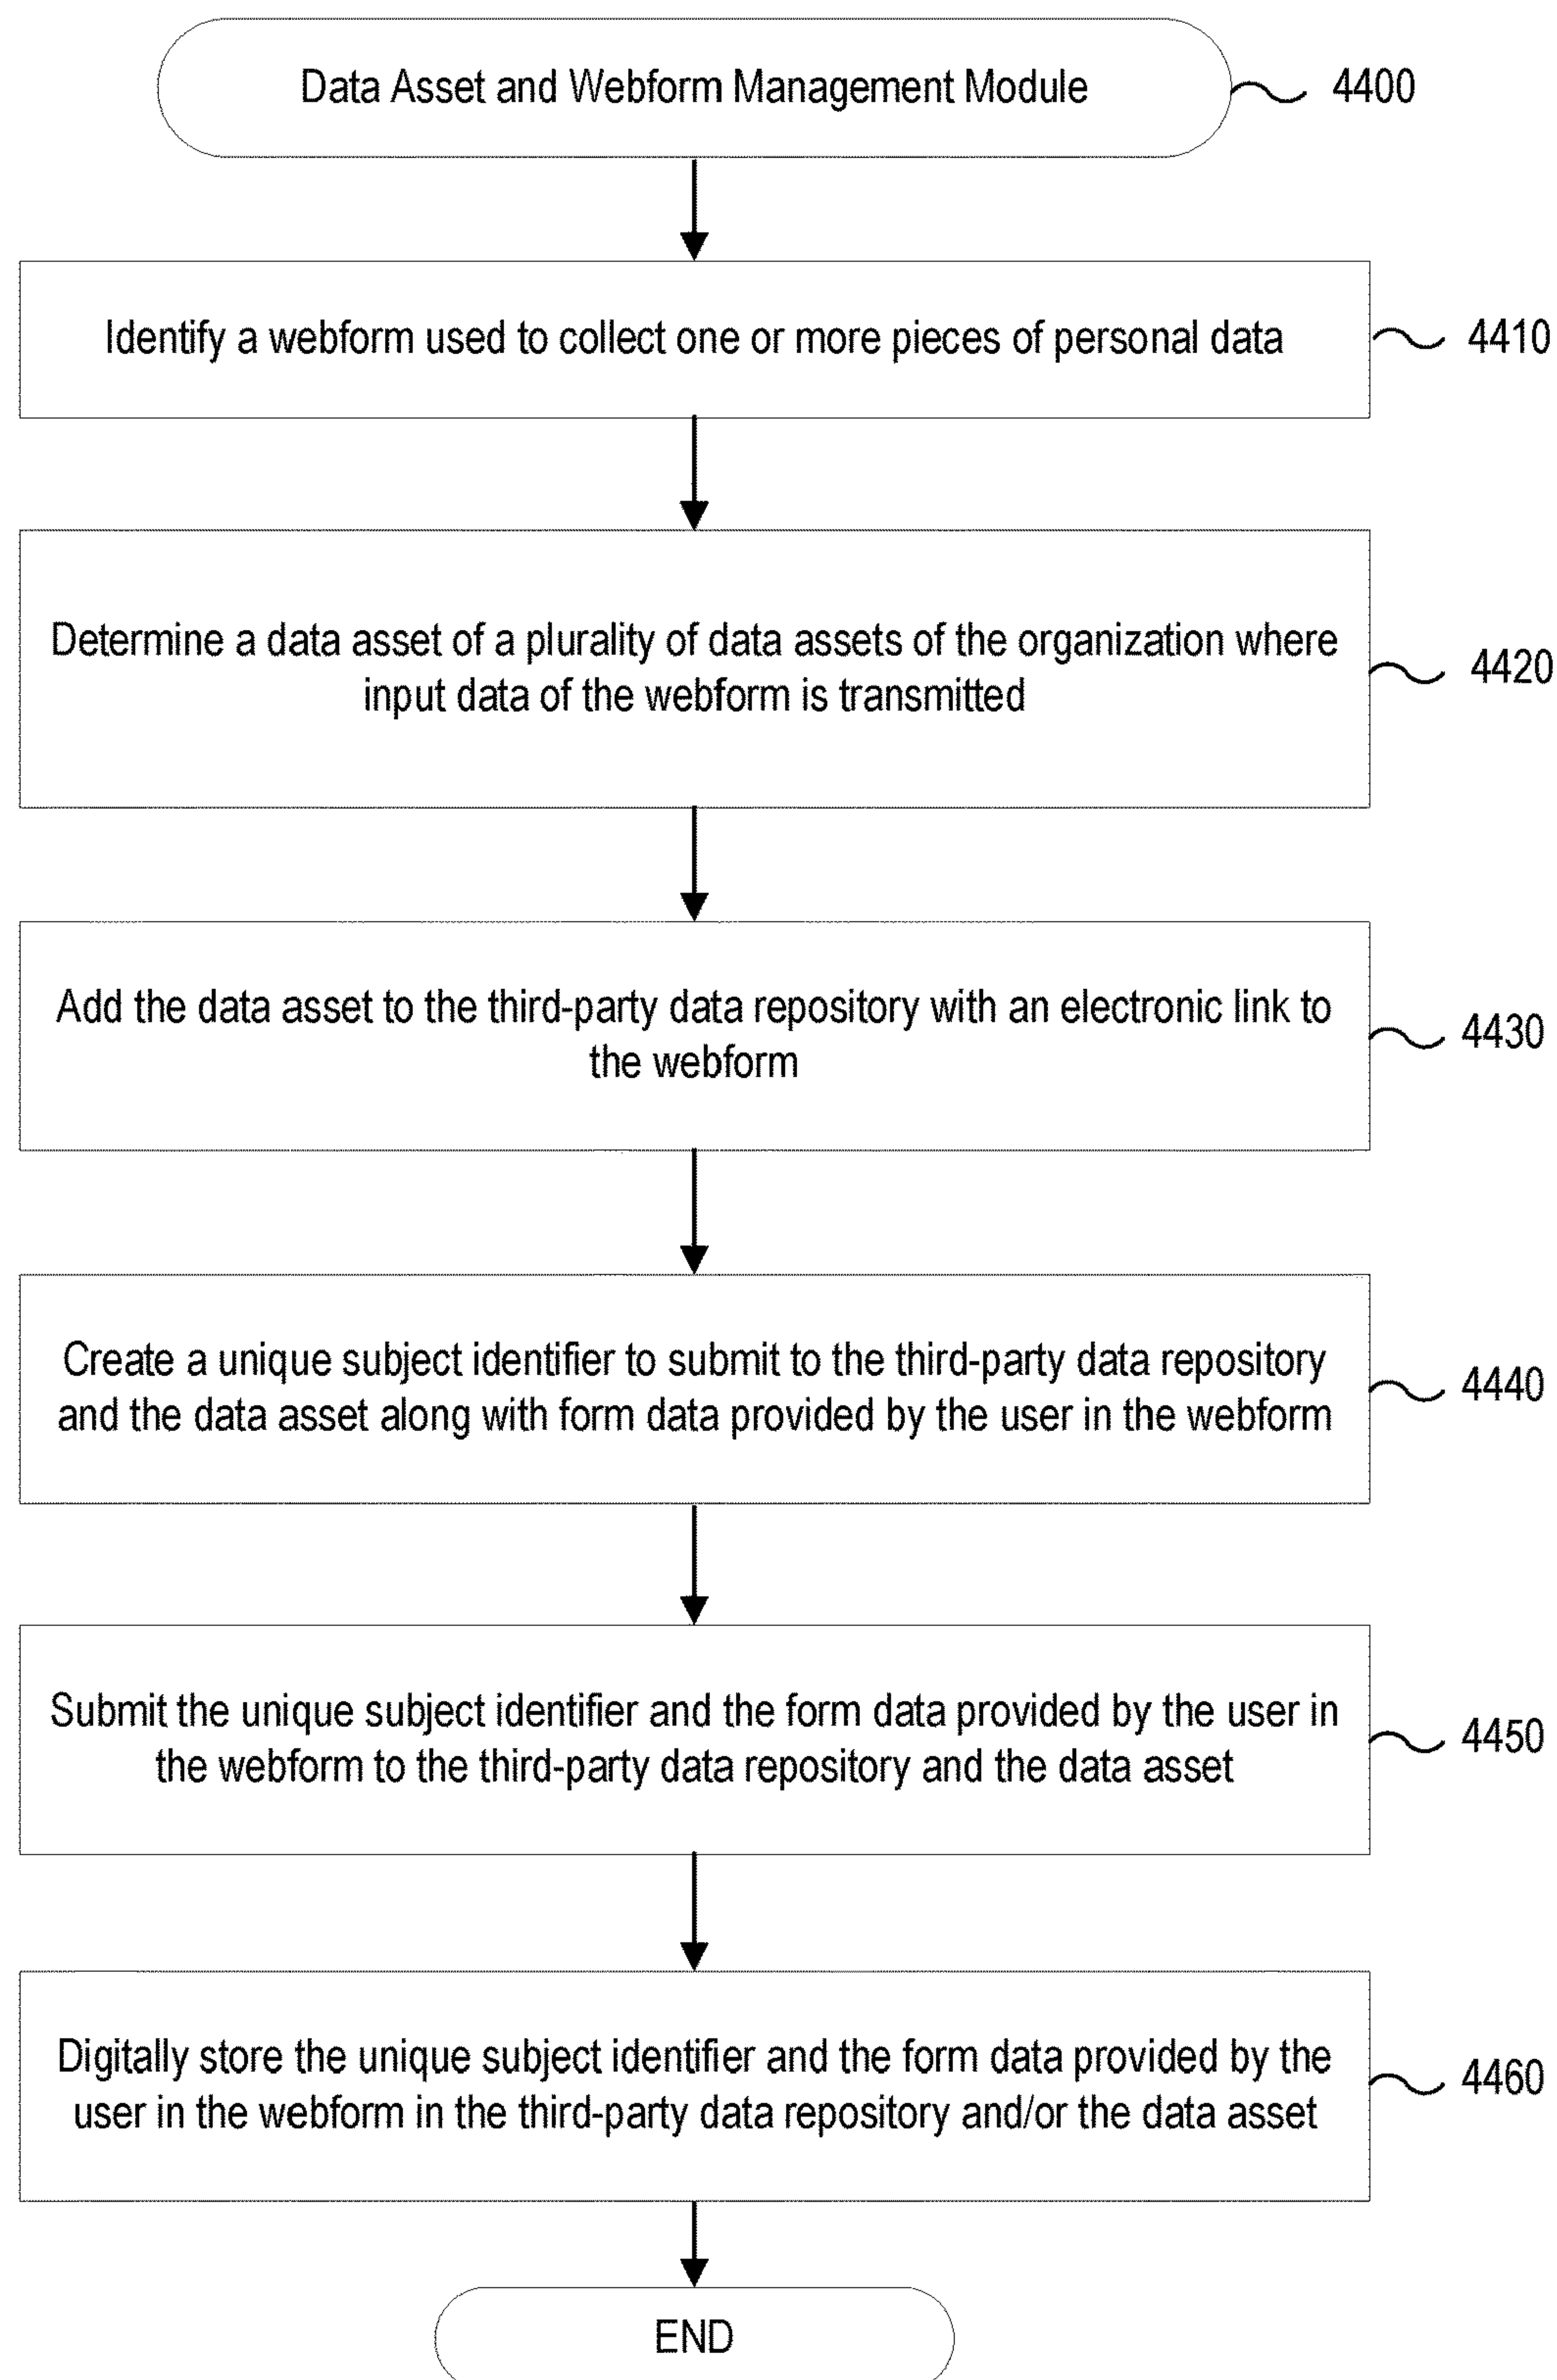 Data Asset and Webform Management Module 4400
Identify a webform used to collect one or more pieces of personal data 4410
Determine a data asset of a plurality of data assets of the organization where
input data of the webform is transmitted
4420
Add the data asset to the third-party data repository with an electronic link to
the webform
4430
Create a unique subject identifier to submit to the third-party data repository
and the data asset along with form data provided by the user in the webform
4440
Submit the unique subject identifier and the form data provided by the user in
the webform to the third-party data repository and the data asset
4450
Digitally store the unique subject identifier and the form data provided by the
user in the webform in the third-party data repository and/or the data asset
4460
END